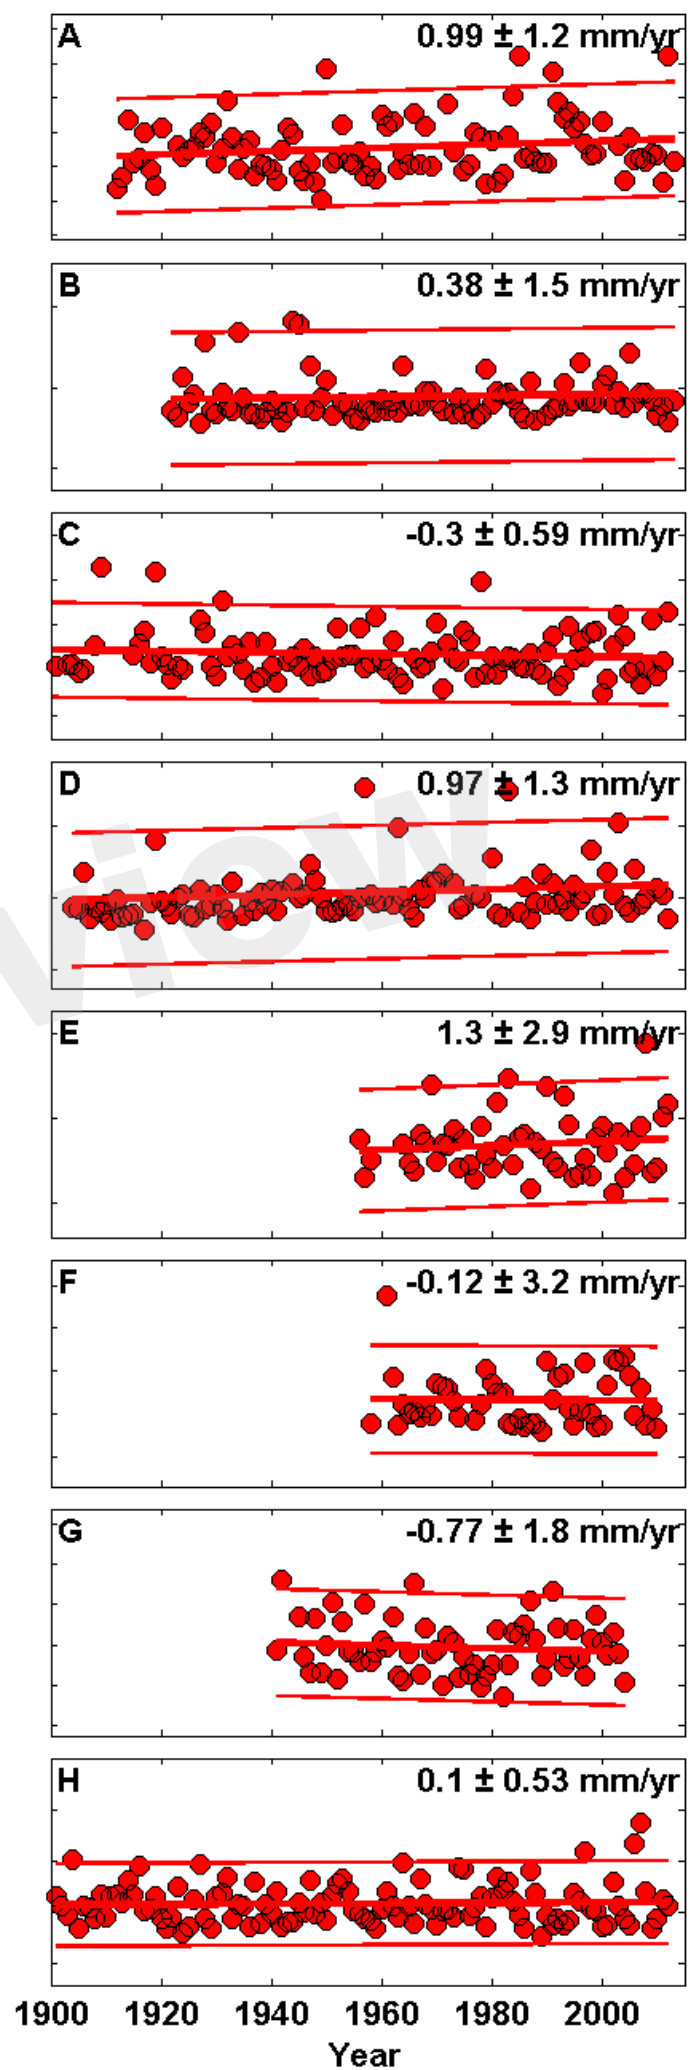 A 0.99 ± 1.2 mm/yr
B 0.38 ± 1.5 mm/yr
C -0.3 ± 0.59 mm/yr
D 0.97 ± 1.3 mm/yr
view
E 1.3 ± 2.9 mm/yr
F -0.12 ± 3.2 mm/yr
G -0.77 ± 1.8 mm/yr
H 0.1 ± 0.53 mm/yr
1900 1920 1940 1960 1980 2000
Year